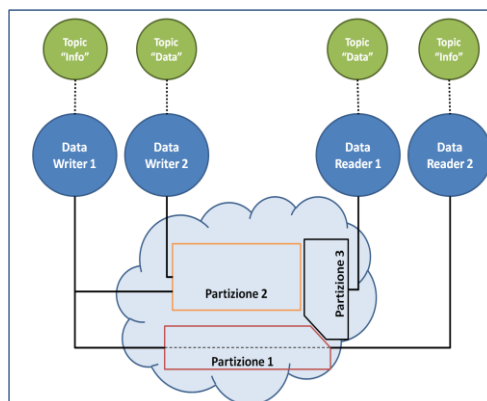 Topic
"Info"
Topic
"Data"
Topic
"Data"
Topic
"Info"
Data
Writer 1
Data
Writer 2
Data
Reader 1
Data
Reader 2
Partizione 3
Partizione 2
Partizione 1